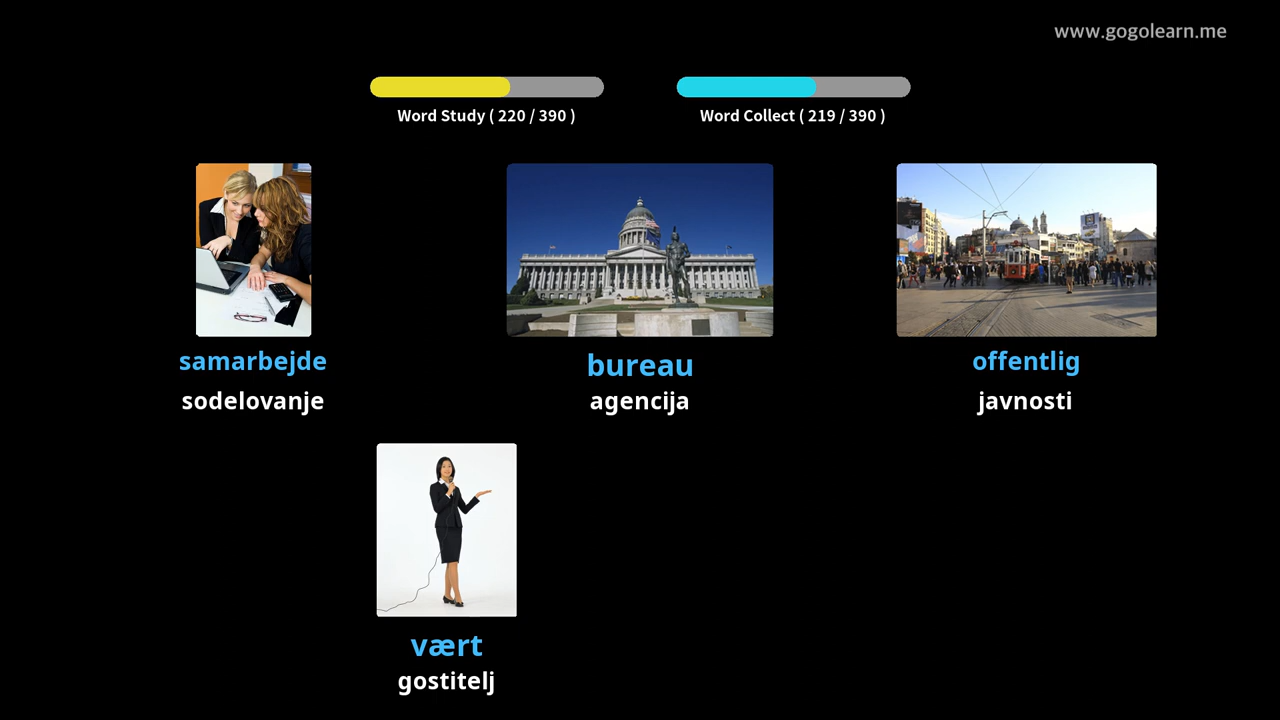 www.gogolearn.me
Word Study ( 220 / 390 )
Word Collect ( 219 / 390 )
samarbejde
sodelovanje
bureau
agencija
offentlig
javnosti
vært
gostitelj